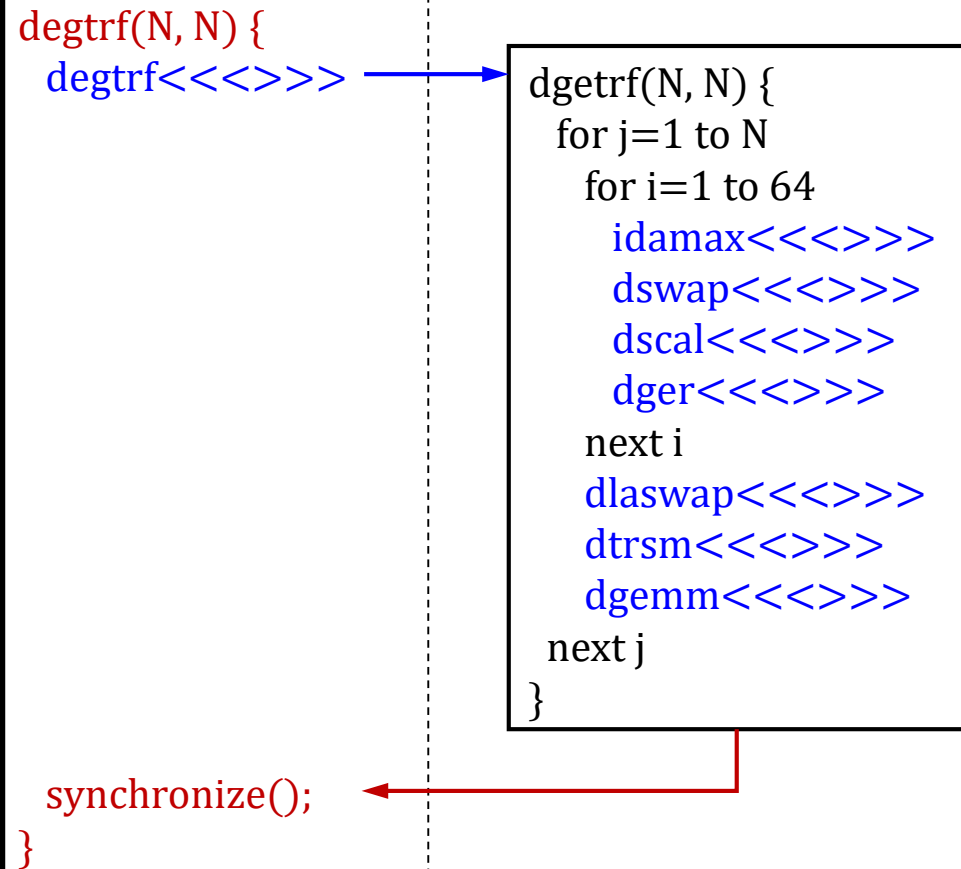 degtrf(N, N) {
degtrf<<<>>>
dgetrf(N, N) {
for j=1 to N
for i=1 to 64
idamax<<<>>>
dswap<<<>>>
dscal<<<>>>
dger<<<>>>
next i
dlaswap<<<>>>
dtrsm<<<>>>
dgemm<<<>>>
next j
}
synchronize();
}